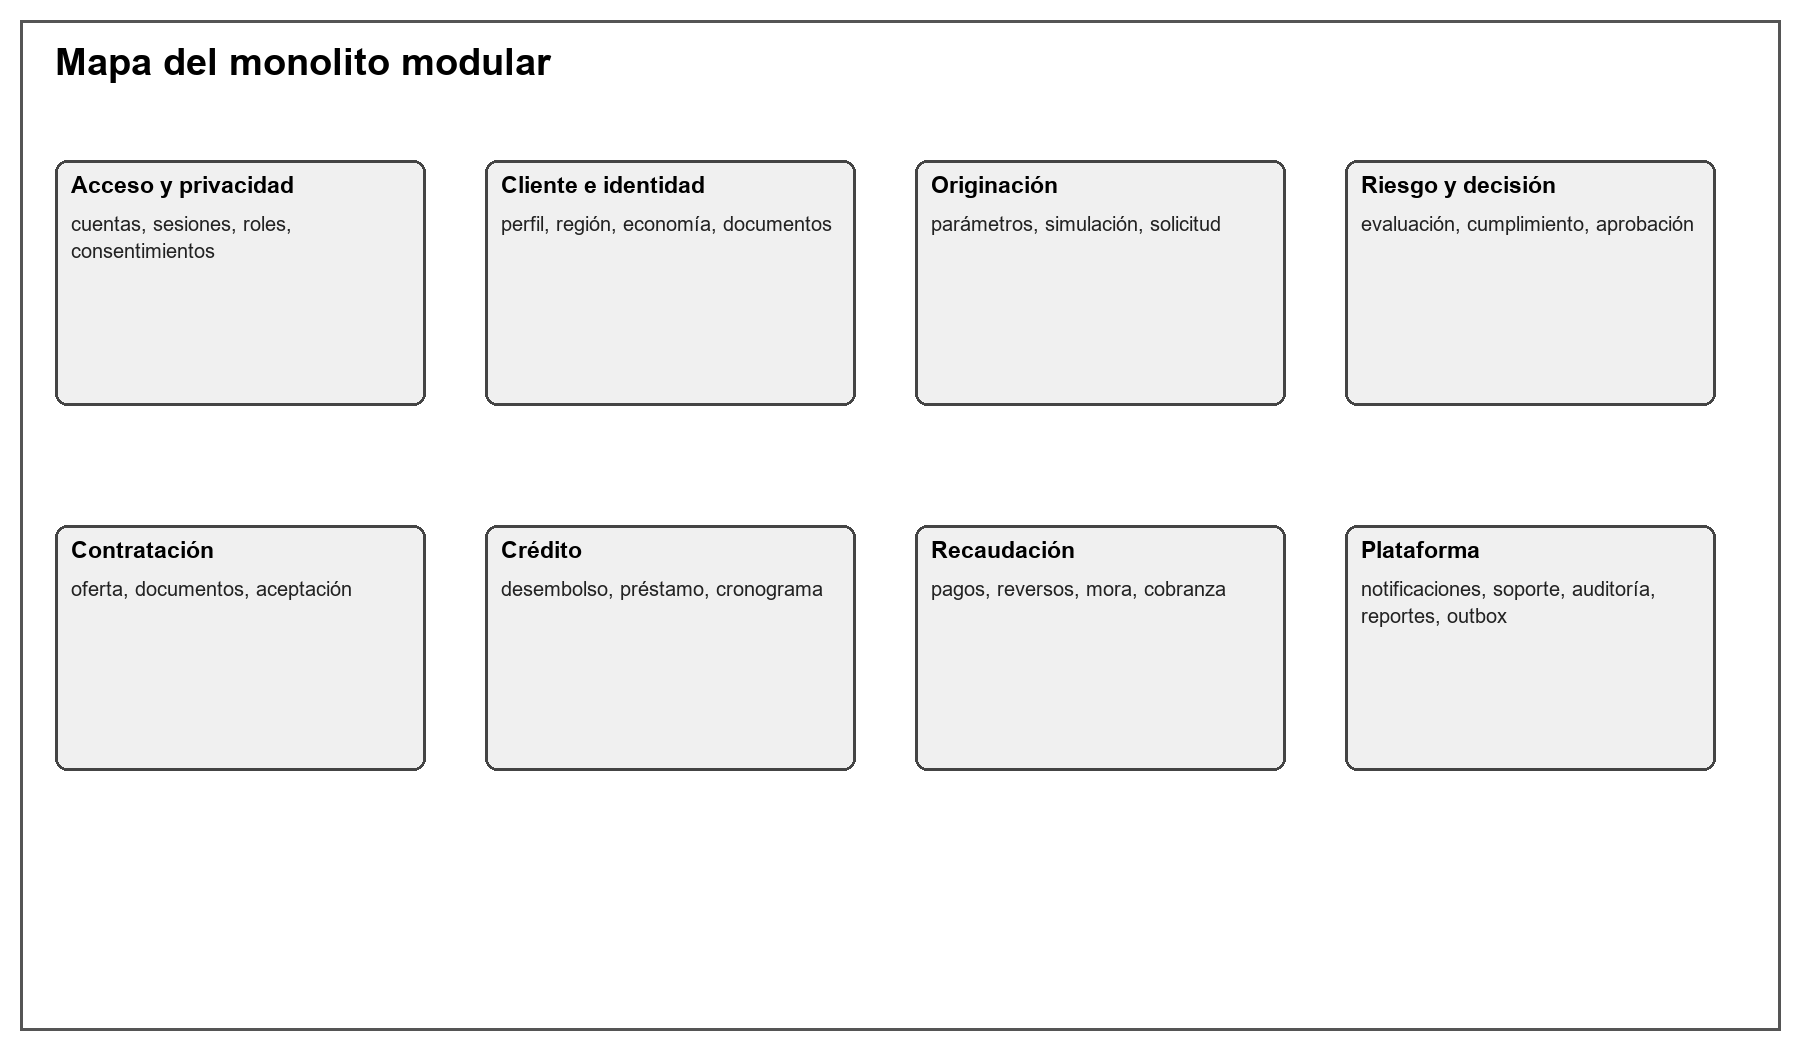 Mapa del monolito modular
Acceso y privacidad
cuentas, sesiones, roles,
consentimientos
Cliente e identidad
perfil, región, economía, documentos
Originación
parámetros, simulación, solicitud
Riesgo y decisión
evaluación, cumplimiento, aprobación
Contratación
oferta, documentos, aceptación
Crédito
desembolso, préstamo, cronograma
Recaudación
pagos, reversos, mora, cobranza
Plataforma
notificaciones, soporte, auditoría,
reportes, outbox